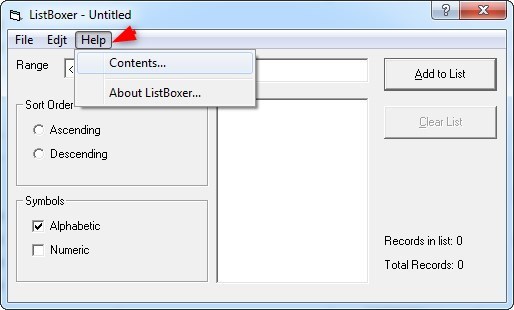 ListBoxer - Untitled
File Edjt Help
Range <
Contents...
About ListBoxer...
Add to List
Clear List
Sort Order
Ascending
Descending
Symbols
Alphabetic
Numeric
Records in list: 0
Total Records: 0